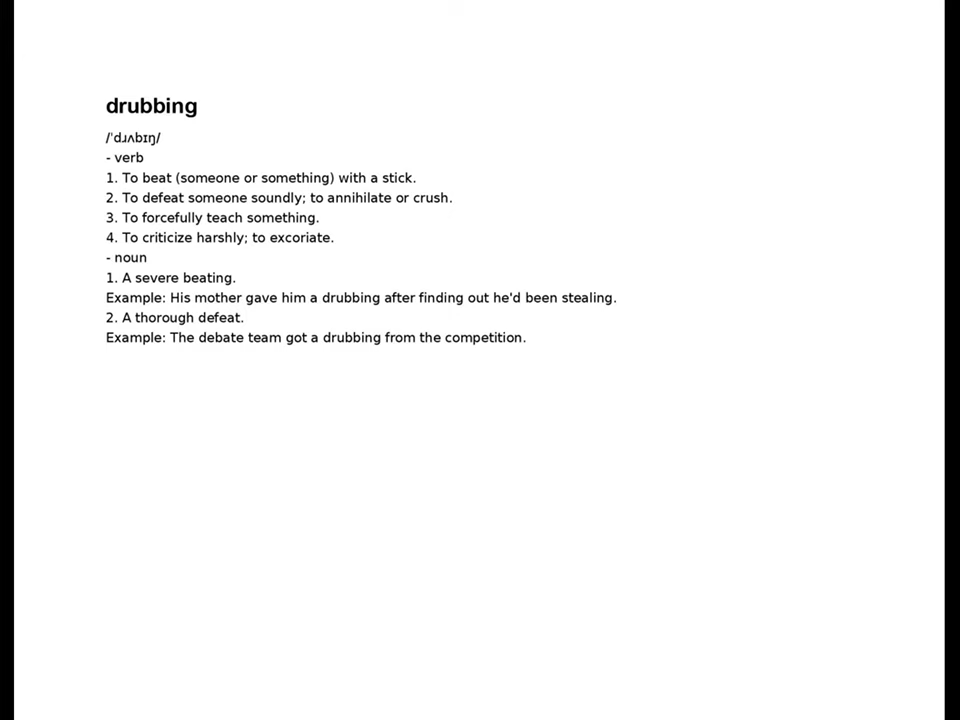 drubbing
/ˈdɹʌbɪŋ/
- verb
1. To beat (someone or something) with a stick.
2. To defeat someone soundly; to annihilate or crush.
3. To forcefully teach something.
4. To criticize harshly; to excoriate.
- noun
1. A severe beating.
Example: His mother gave him a drubbing after finding out he'd been stealing.
2. A thorough defeat.
Example: The debate team got a drubbing from the competition.